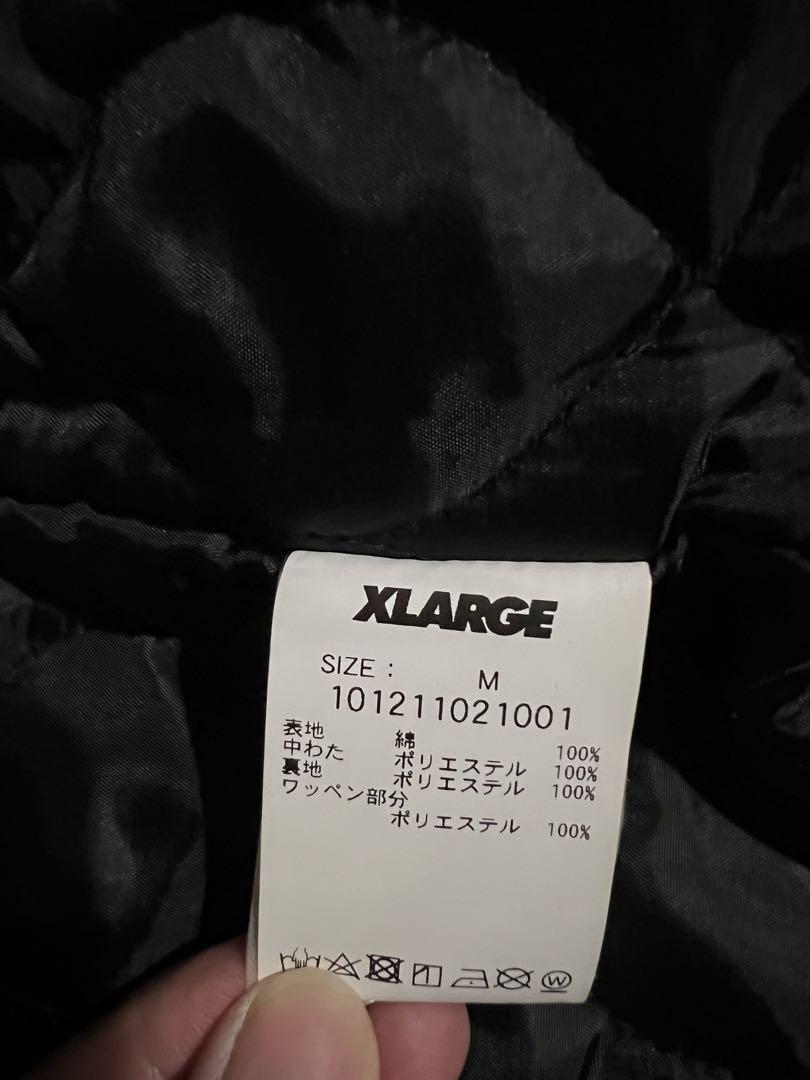 XLARGE
SIZE : M
101211021001
表地 綿 100%
中わた ポリエステル 100%
裏地 ポリエステル 100%
ワッペン部分
ポリエステル 100%
W